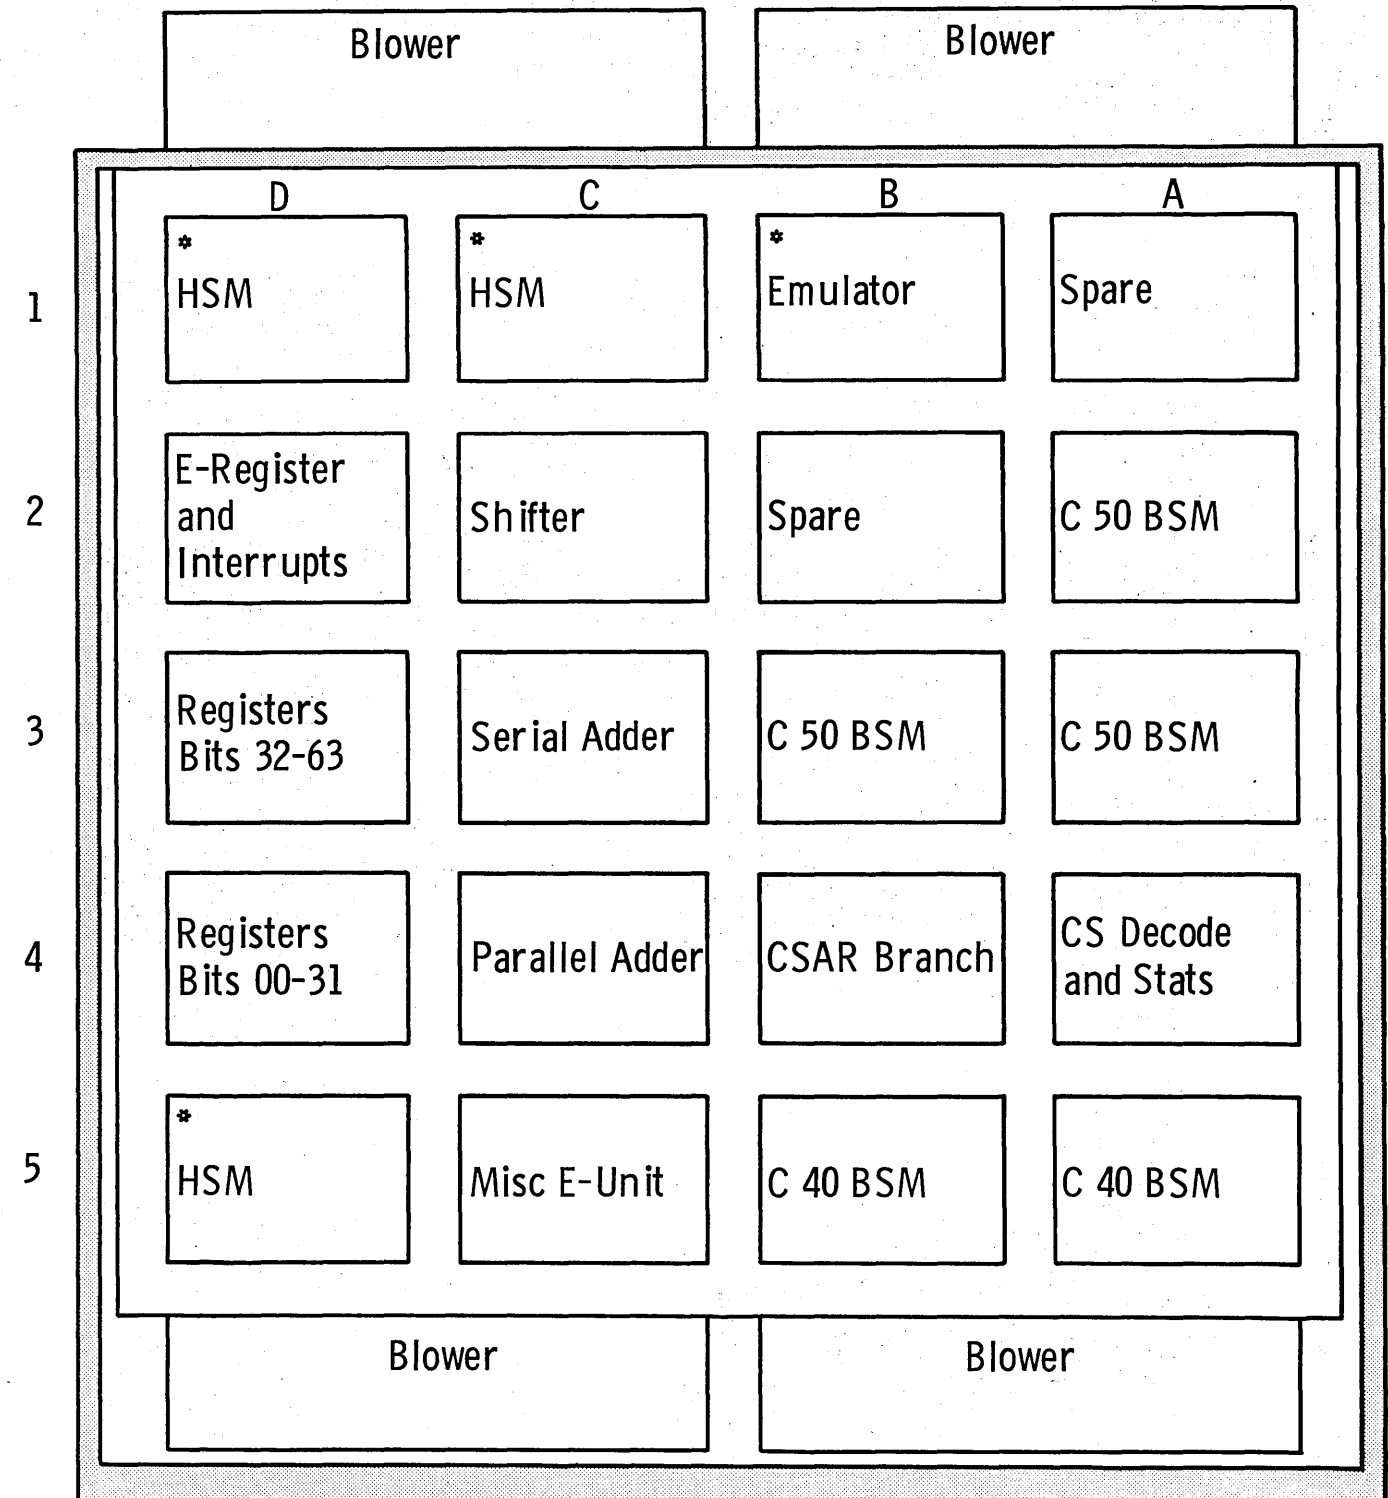 Blower
Blower
D
C
B
A
1
*
HSM
*
HSM
*
Emulator
Spare
2
E-Register
and
Interrupts
Shifter
Spare
C 50 BSM
3
Registers
Bits 32-63
Serial Adder
C 50 BSM
C 50 BSM
4
Registers
Bits 00-31
Parallel Adder
CSAR Branch
CS Decode
and Stats
5
*
HSM
Misc E-Unit
C 40 BSM
C 40 BSM
Blower
Blower